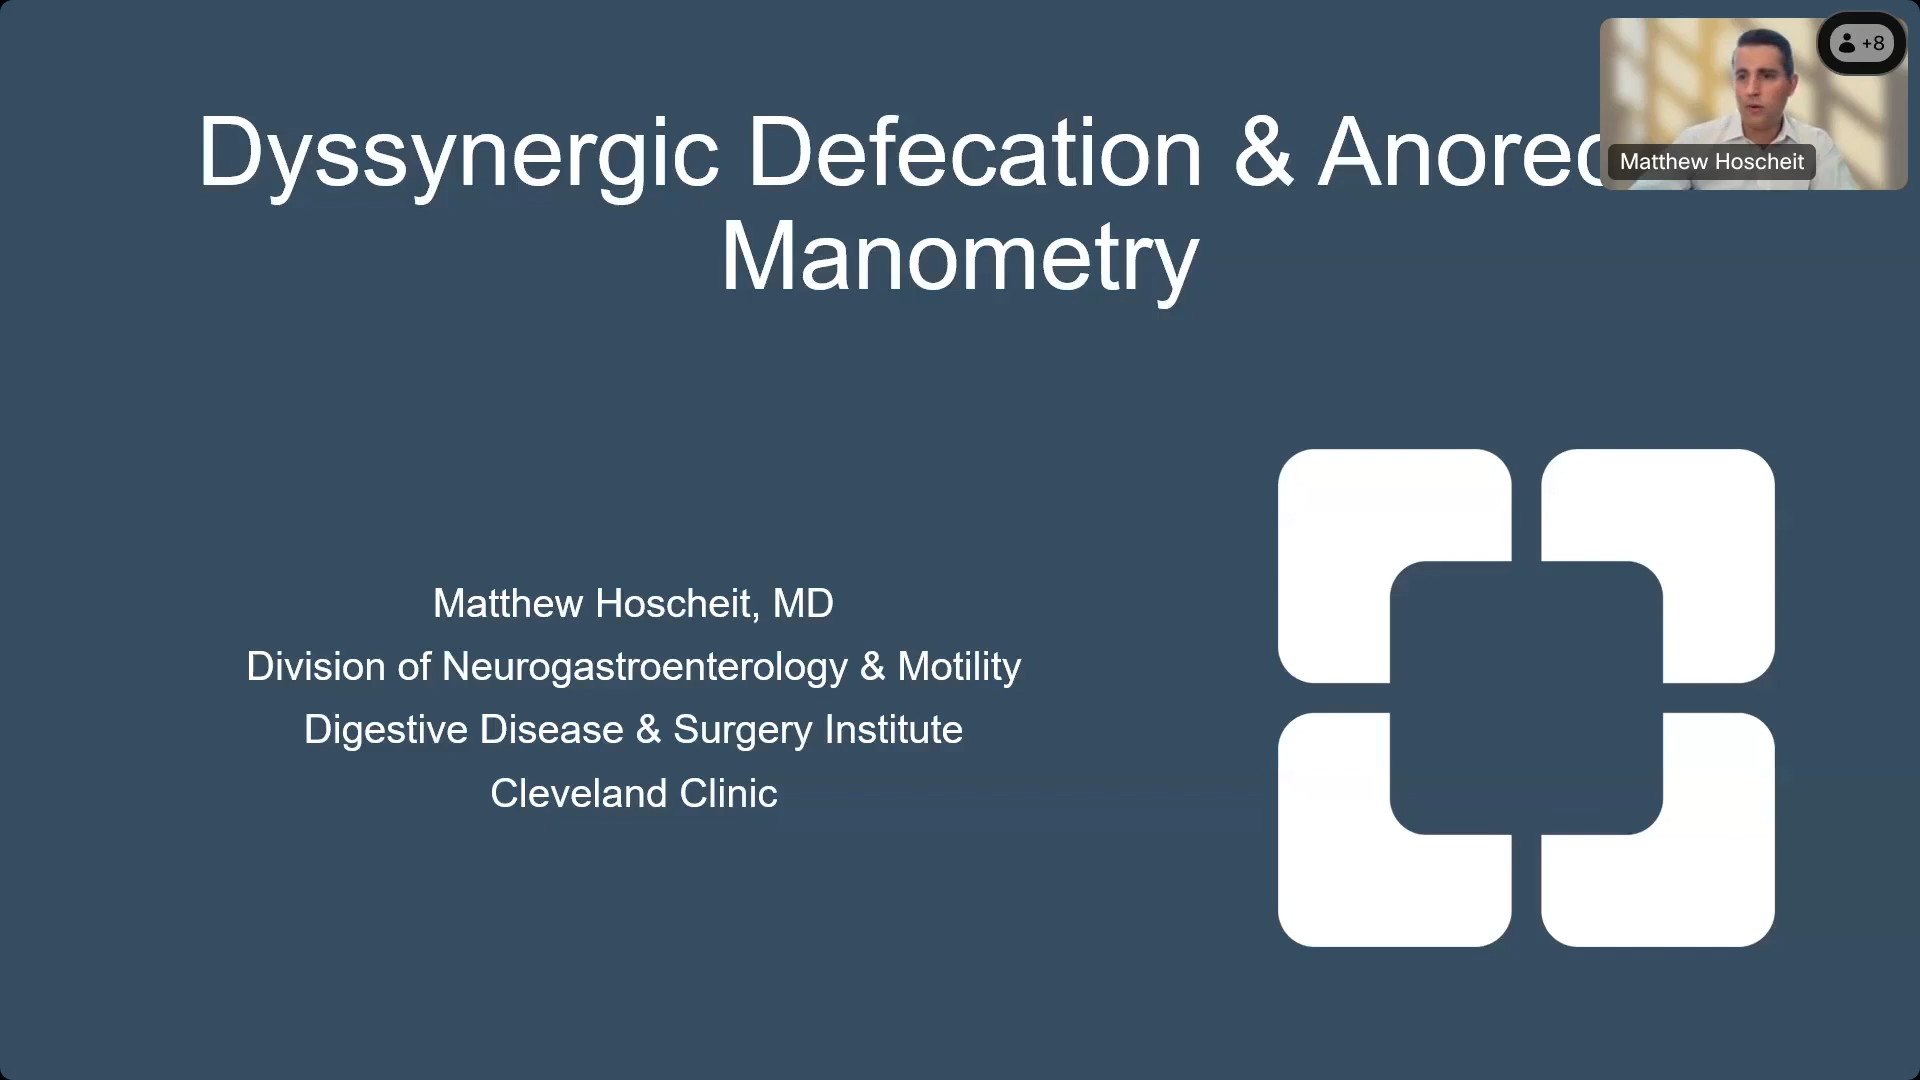 Dyssynergic Defecation & Anorec
Manometry
+8
Matthew Hoscheit
Matthew Hoscheit, MD
Division of Neurogastroenterology & Motility
Digestive Disease & Surgery Institute
Cleveland Clinic